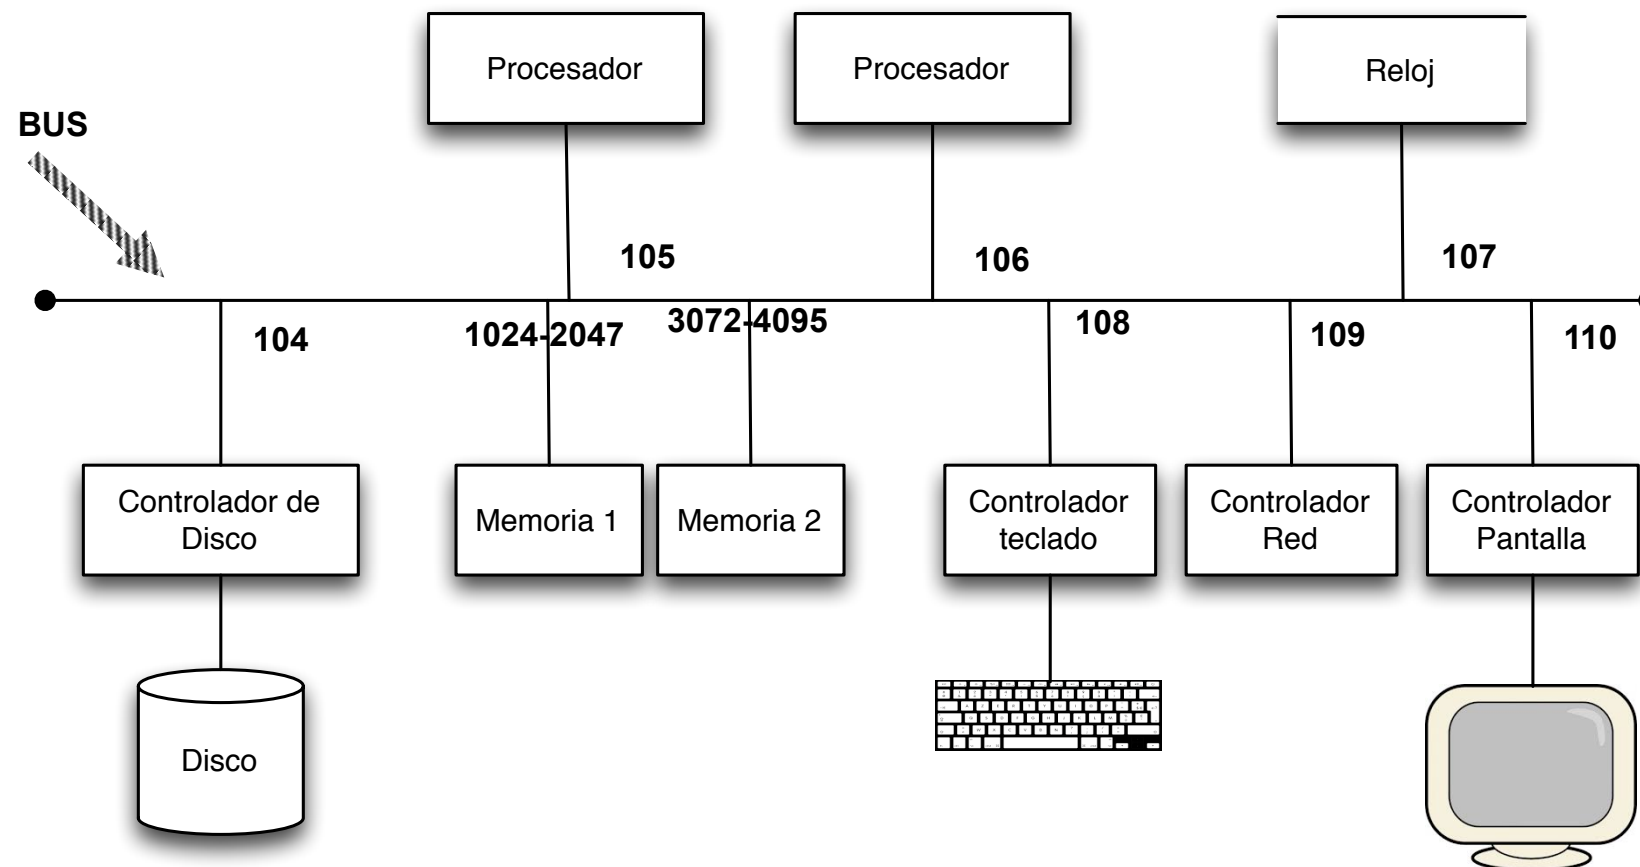 Procesador
Procesador
Reloj
BUS
105
106
107
104
1024-2047
3072-4095
108
109
110
Controlador de
Disco
Memoria 1
Memoria 2
Controlador
teclado
Controlador
Red
Controlador
Pantalla
Disco